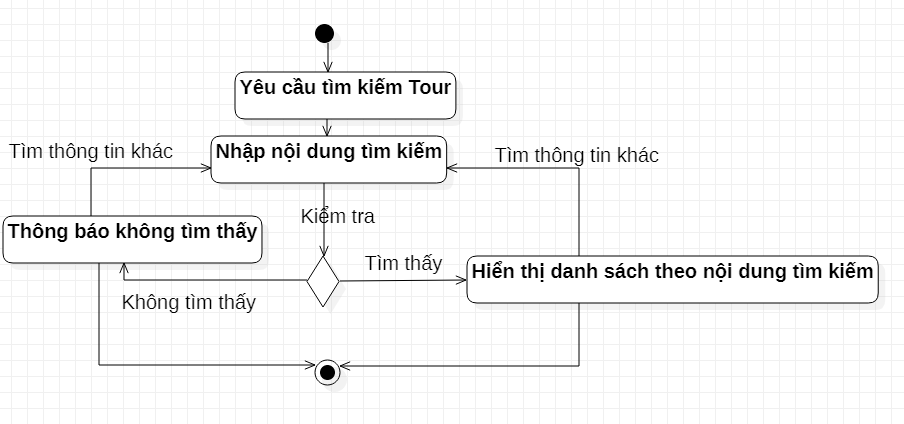 Yêu cầu tìm kiếm Tour
Nhập nội dung tìm kiếm
Tìm thông tin khác
Tìm thông tin khác
Kiểm tra
Thông báo không tìm thấy
Tìm thấy
Hiển thị danh sách theo nội dung tìm kiếm
Không tìm thấy